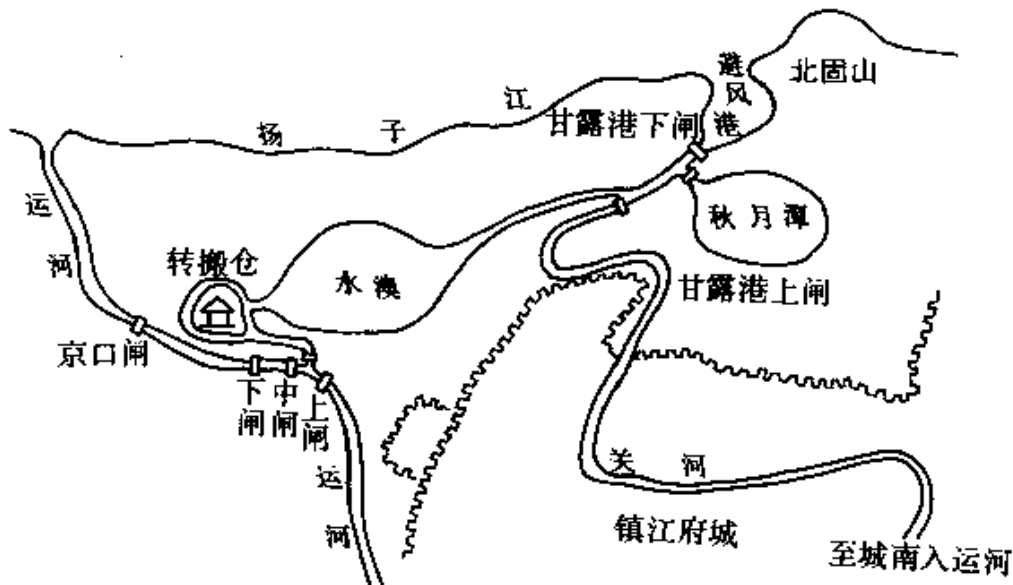 北固山
避风港
扬子江
甘露港下闸
运河
秋月潭
转搬仓
水澳
甘露港上闸
京口闸
下闸
中闸
上闸
运河
关河
镇江府城
至城南入运河